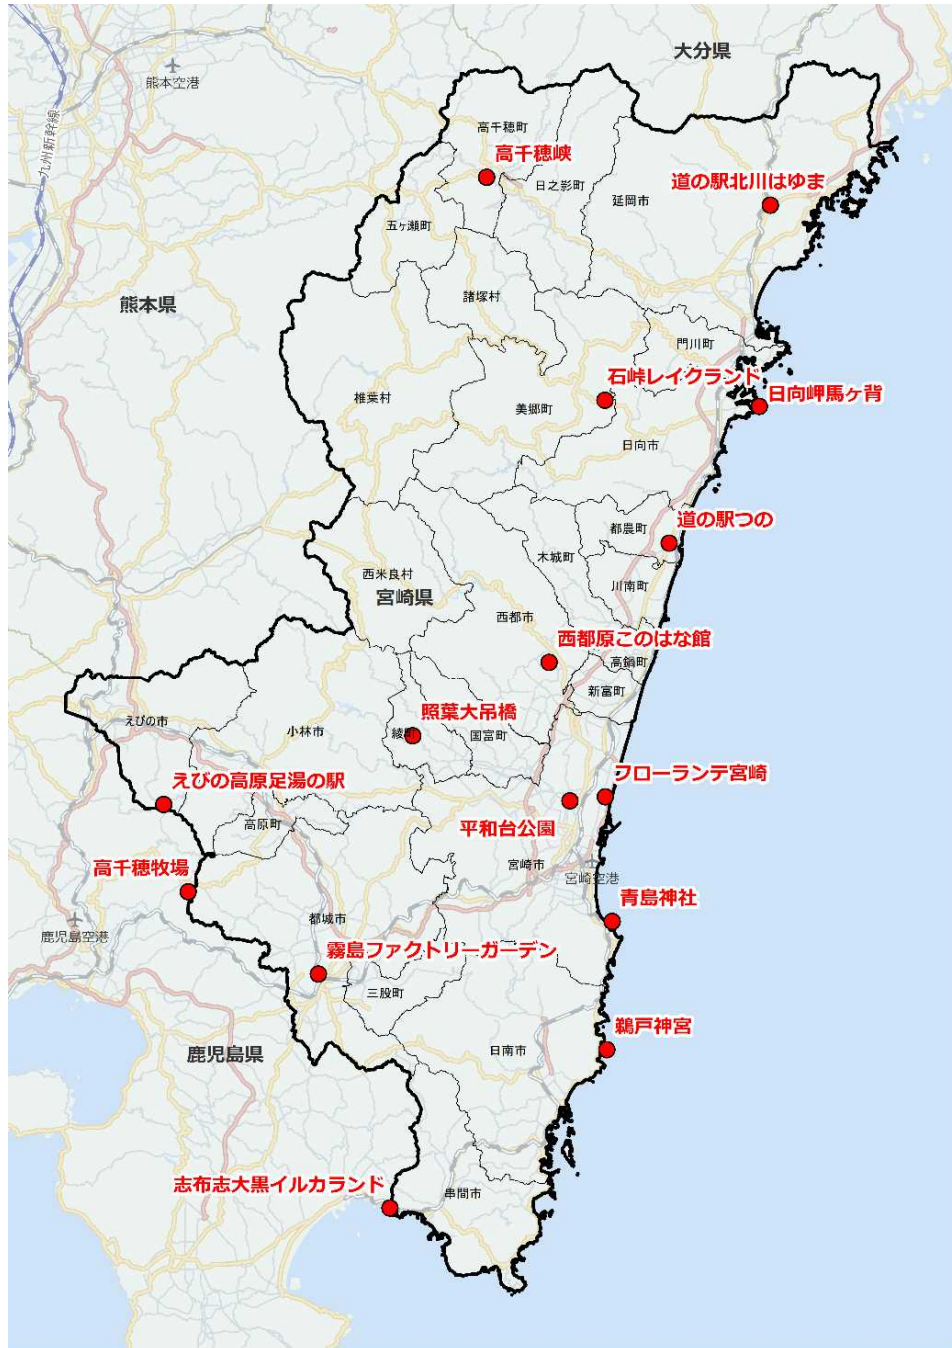 大分県
熊本空港
九州新幹線
高千穂町
高千穂峡
日之影町
道の駅北川はゆま
延岡市
五ヶ瀬町
諸塚村
熊本県
門川町
石峠レイクランド
日向岬馬ヶ背
椎葉村
美郷町
日向市
道の駅つの
都農町
木城町
西米良村
川南町
宮崎県
西都市
西都原このはな館
高鍋町
新富町
照葉大吊橋
えびの市
小林市
綾町
国富町
フローランテ宮崎
えびの高原足湯の駅
高原町
平和台公園
高千穂牧場
宮崎市
宮崎空港
青島神社
都城市
鹿児島空港
霧島ファクトリーガーデン
三股町
鵜戸神宮
鹿児島県
日南市
志布志大黒イルカランド
串間市